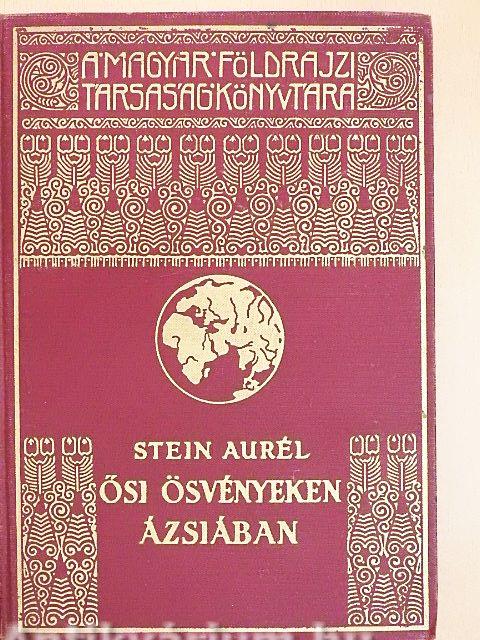 A MAGYAR FÖLDRAJZI
TÁRSASÁG KÖNYVTÁRA
STEIN AURÉL
ŐSI ÖSVÉNYEKEN
ÁZSIÁBAN